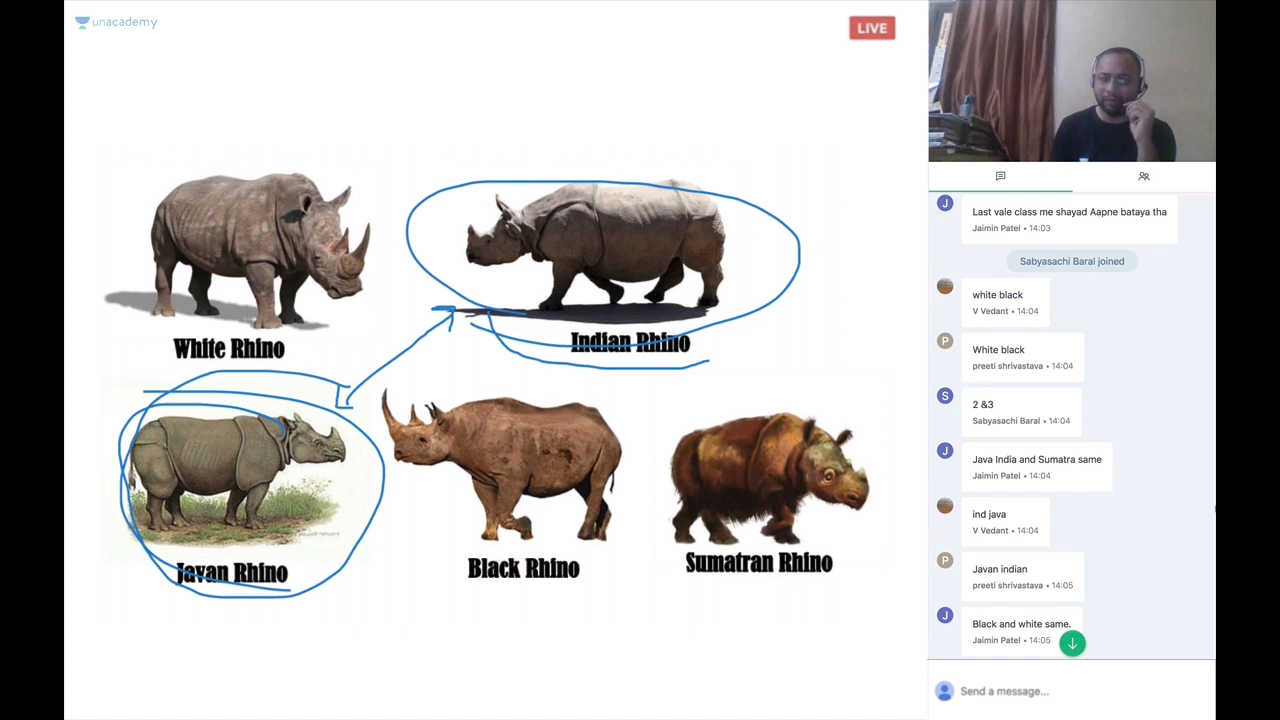 unacademy
LIVE
White Rhino
Indian Rhino
Javan Rhino
Black Rhino
Sumatran Rhino
J
Last vale class me shayad Aapne bataya tha
Jaimin Patel • 14:03
Sabyasachi Baral joined
white black
V Vedant • 14:04
P
White black
preeti shrivastava • 14:04
S
2 &3
Sabyasachi Baral • 14:04
J
Java India and Sumatra same
Jaimin Patel • 14:04
ind java
V Vedant • 14:04
P
Javan indian
preeti shrivastava • 14:05
J
Black and white same.
Jaimin Patel • 14:05
Send a message...